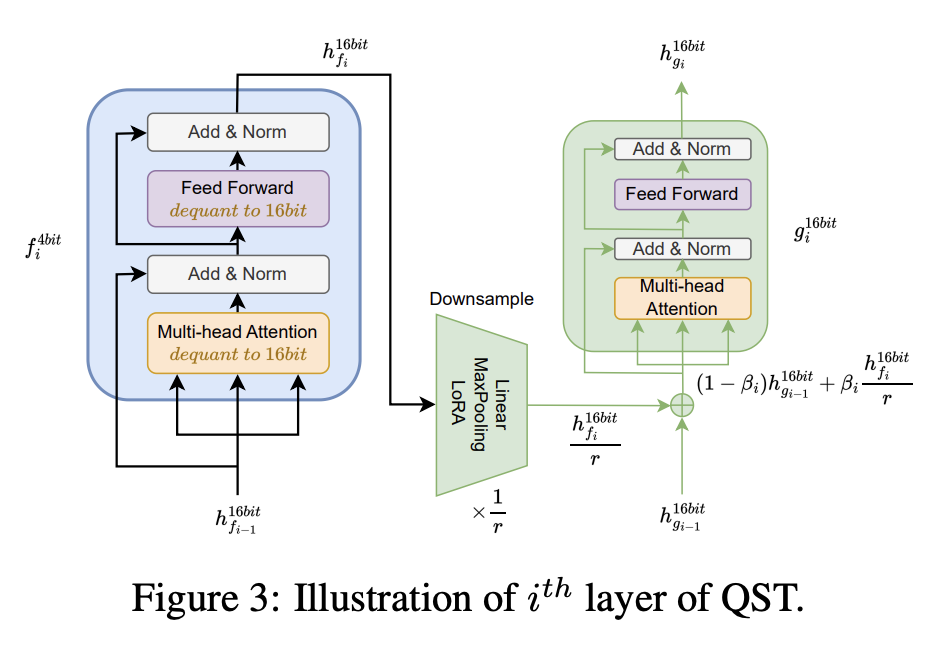 h_{f_i}^{16bit}
Add & Norm
Feed Forward
dequant to 16bit
f_i^{4bit}
Add & Norm
Multi-head Attention
dequant to 16bit
h_{f_{i-1}}^{16bit}
Downsample
Linear
MaxPooling
LoRA
× \frac{1}{r}
\frac{h_{f_i}^{16bit}}{r}
h_{g_i}^{16bit}
Add & Norm
Feed Forward
g_i^{16bit}
Add & Norm
Multi-head
Attention
(1 − β_i)h_{g_{i-1}}^{16bit} + β_i \frac{h_{f_i}^{16bit}}{r}
h_{g_{i-1}}^{16bit}
Figure 3: Illustration of i^{th} layer of QST.